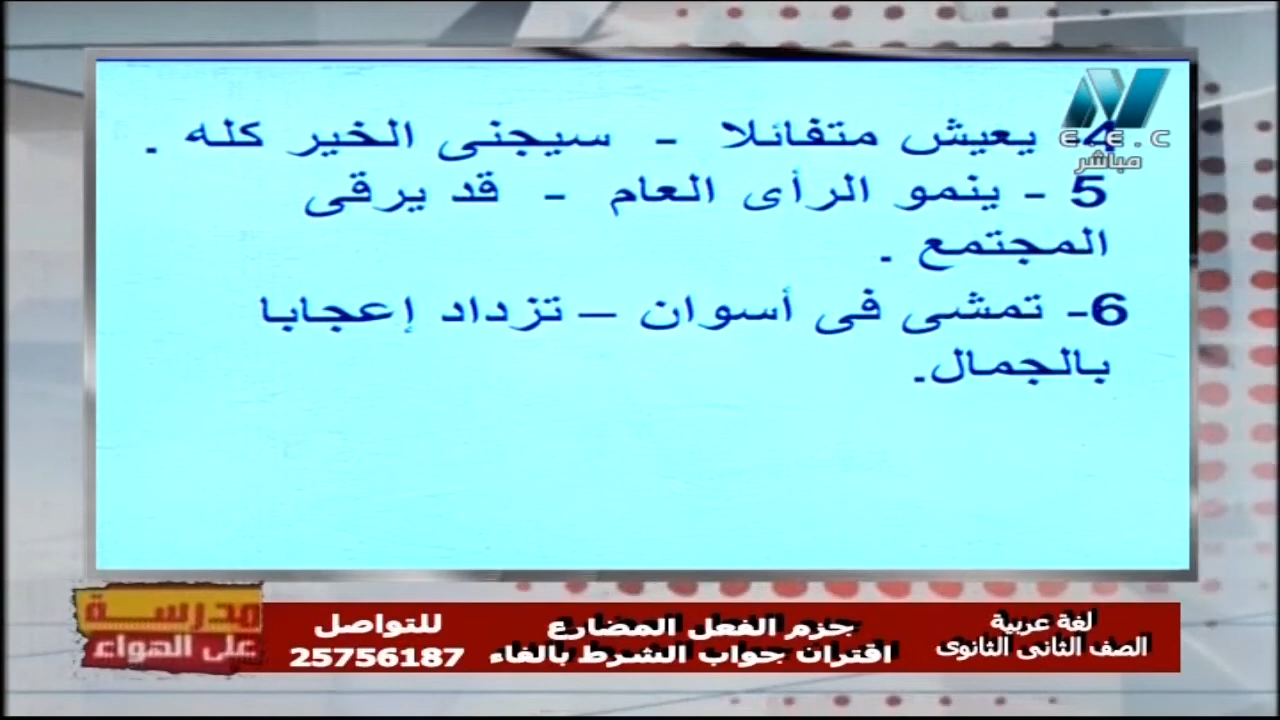 E.E.C
مباشر
4- يعيش متفائلا - سيجنى الخير كله .
5 - ينمو الرأى العام - قد يرقى
المجتمع .
6- تمشى فى أسوان – تزداد إعجابا
بالجمال.
لغة عربية
الصف الثانى الثانوى
جزم الفعل المضارع
اقتران جواب الشرط بالفاء
للتواصل
25756187
مدرسة
على الهواء